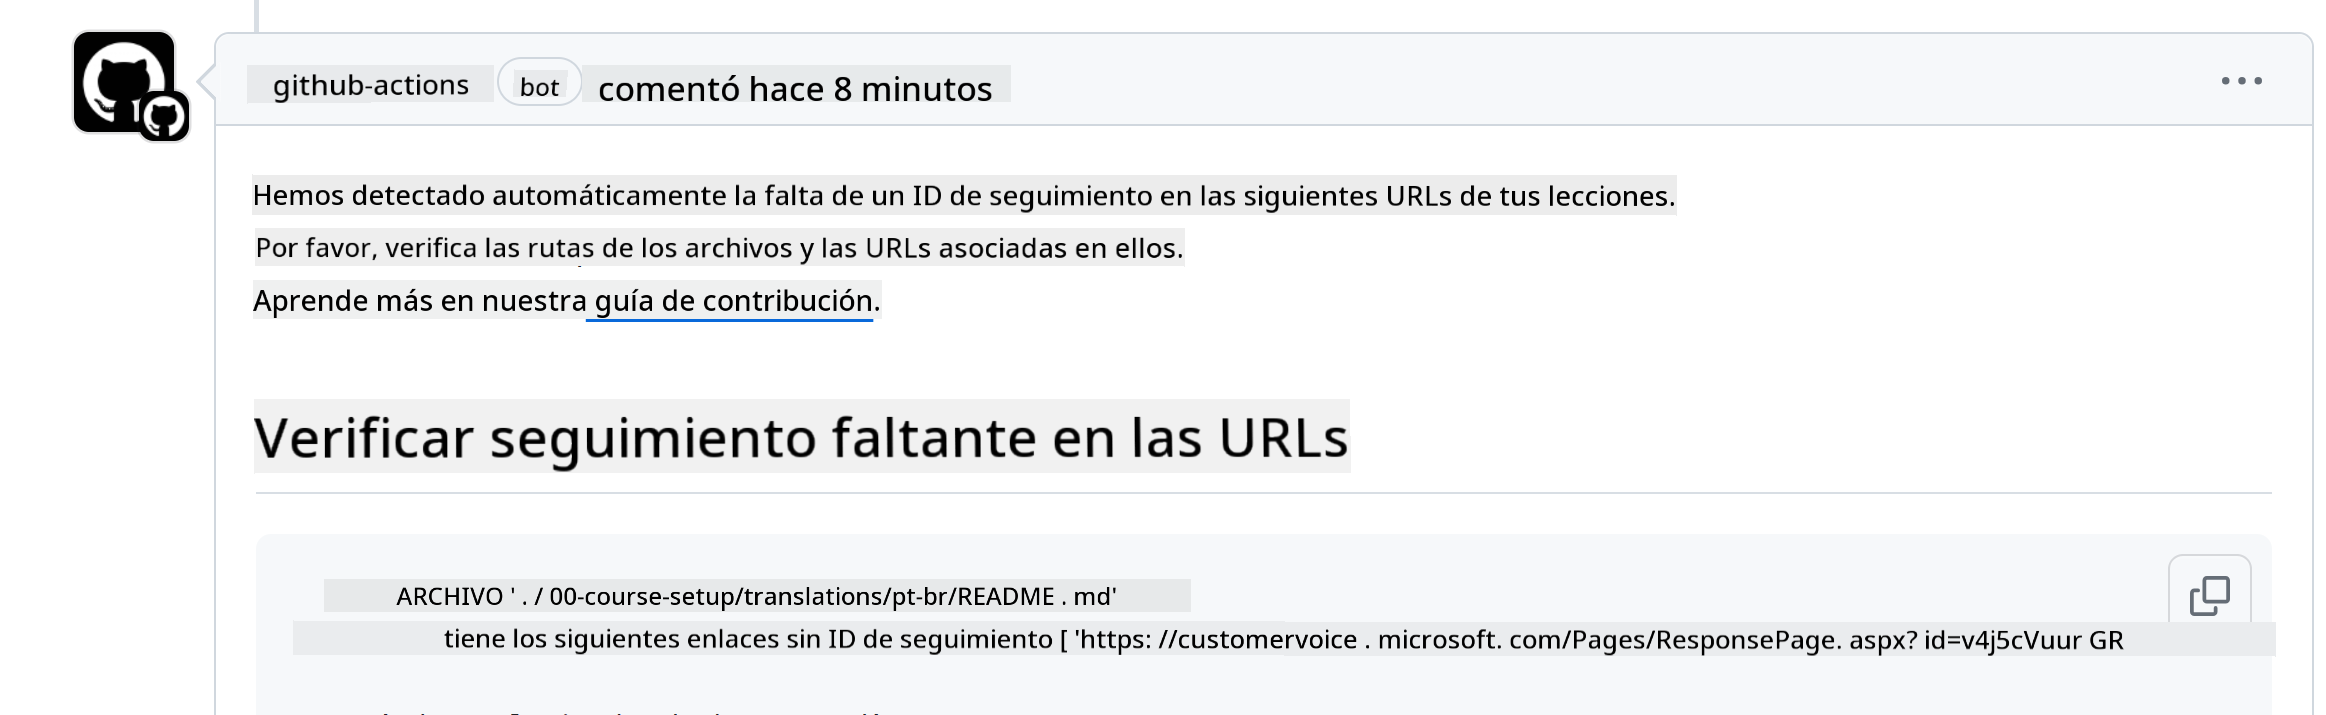 github-actions bot comentó hace 8 minutos
Hemos detectado automáticamente la falta de un ID de seguimiento en las siguientes URLs de tus lecciones.
Por favor, verifica las rutas de los archivos y las URLs asociadas en ellos.
Aprende más en nuestra guía de contribución.
Verificar seguimiento faltante en las URLs
ARCHIVO ' . / 00-course-setup/translations/pt-br/README . md'
tiene los siguientes enlaces sin ID de seguimiento [ 'https: //customervoice . microsoft. com/Pages/ResponsePage. aspx? id=v4j5cVuur GR